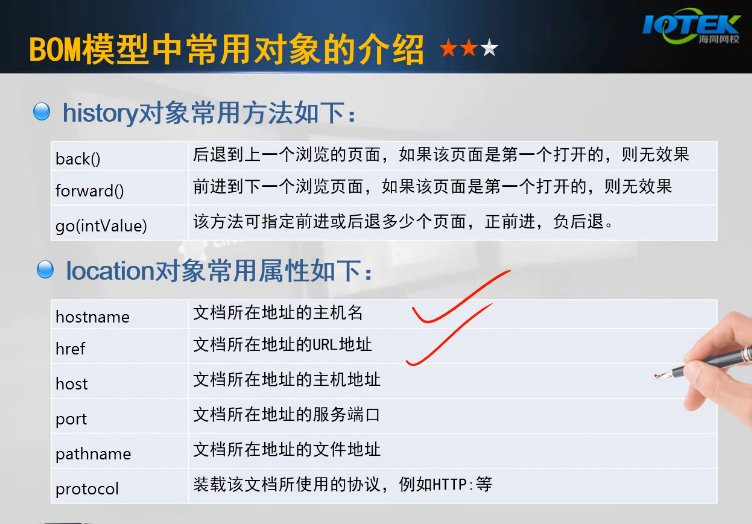 BOM模型中常用对象的介绍
IOTEK
海同网校
history对象常用方法如下：
back() 后退到上一个浏览的页面，如果该页面是第一个打开的，则无效果
forward() 前进到下一个浏览页面，如果该页面是第一个打开的，则无效果
go(intValue) 该方法可指定前进或后退多少个页面，正前进，负后退。
location对象常用属性如下：
hostname 文档所在地址的主机名
href 文档所在地址的URL地址
host 文档所在地址的主机地址
port 文档所在地址的服务端口
pathname 文档所在地址的文件地址
protocol 装载该文档所使用的协议，例如HTTP:等